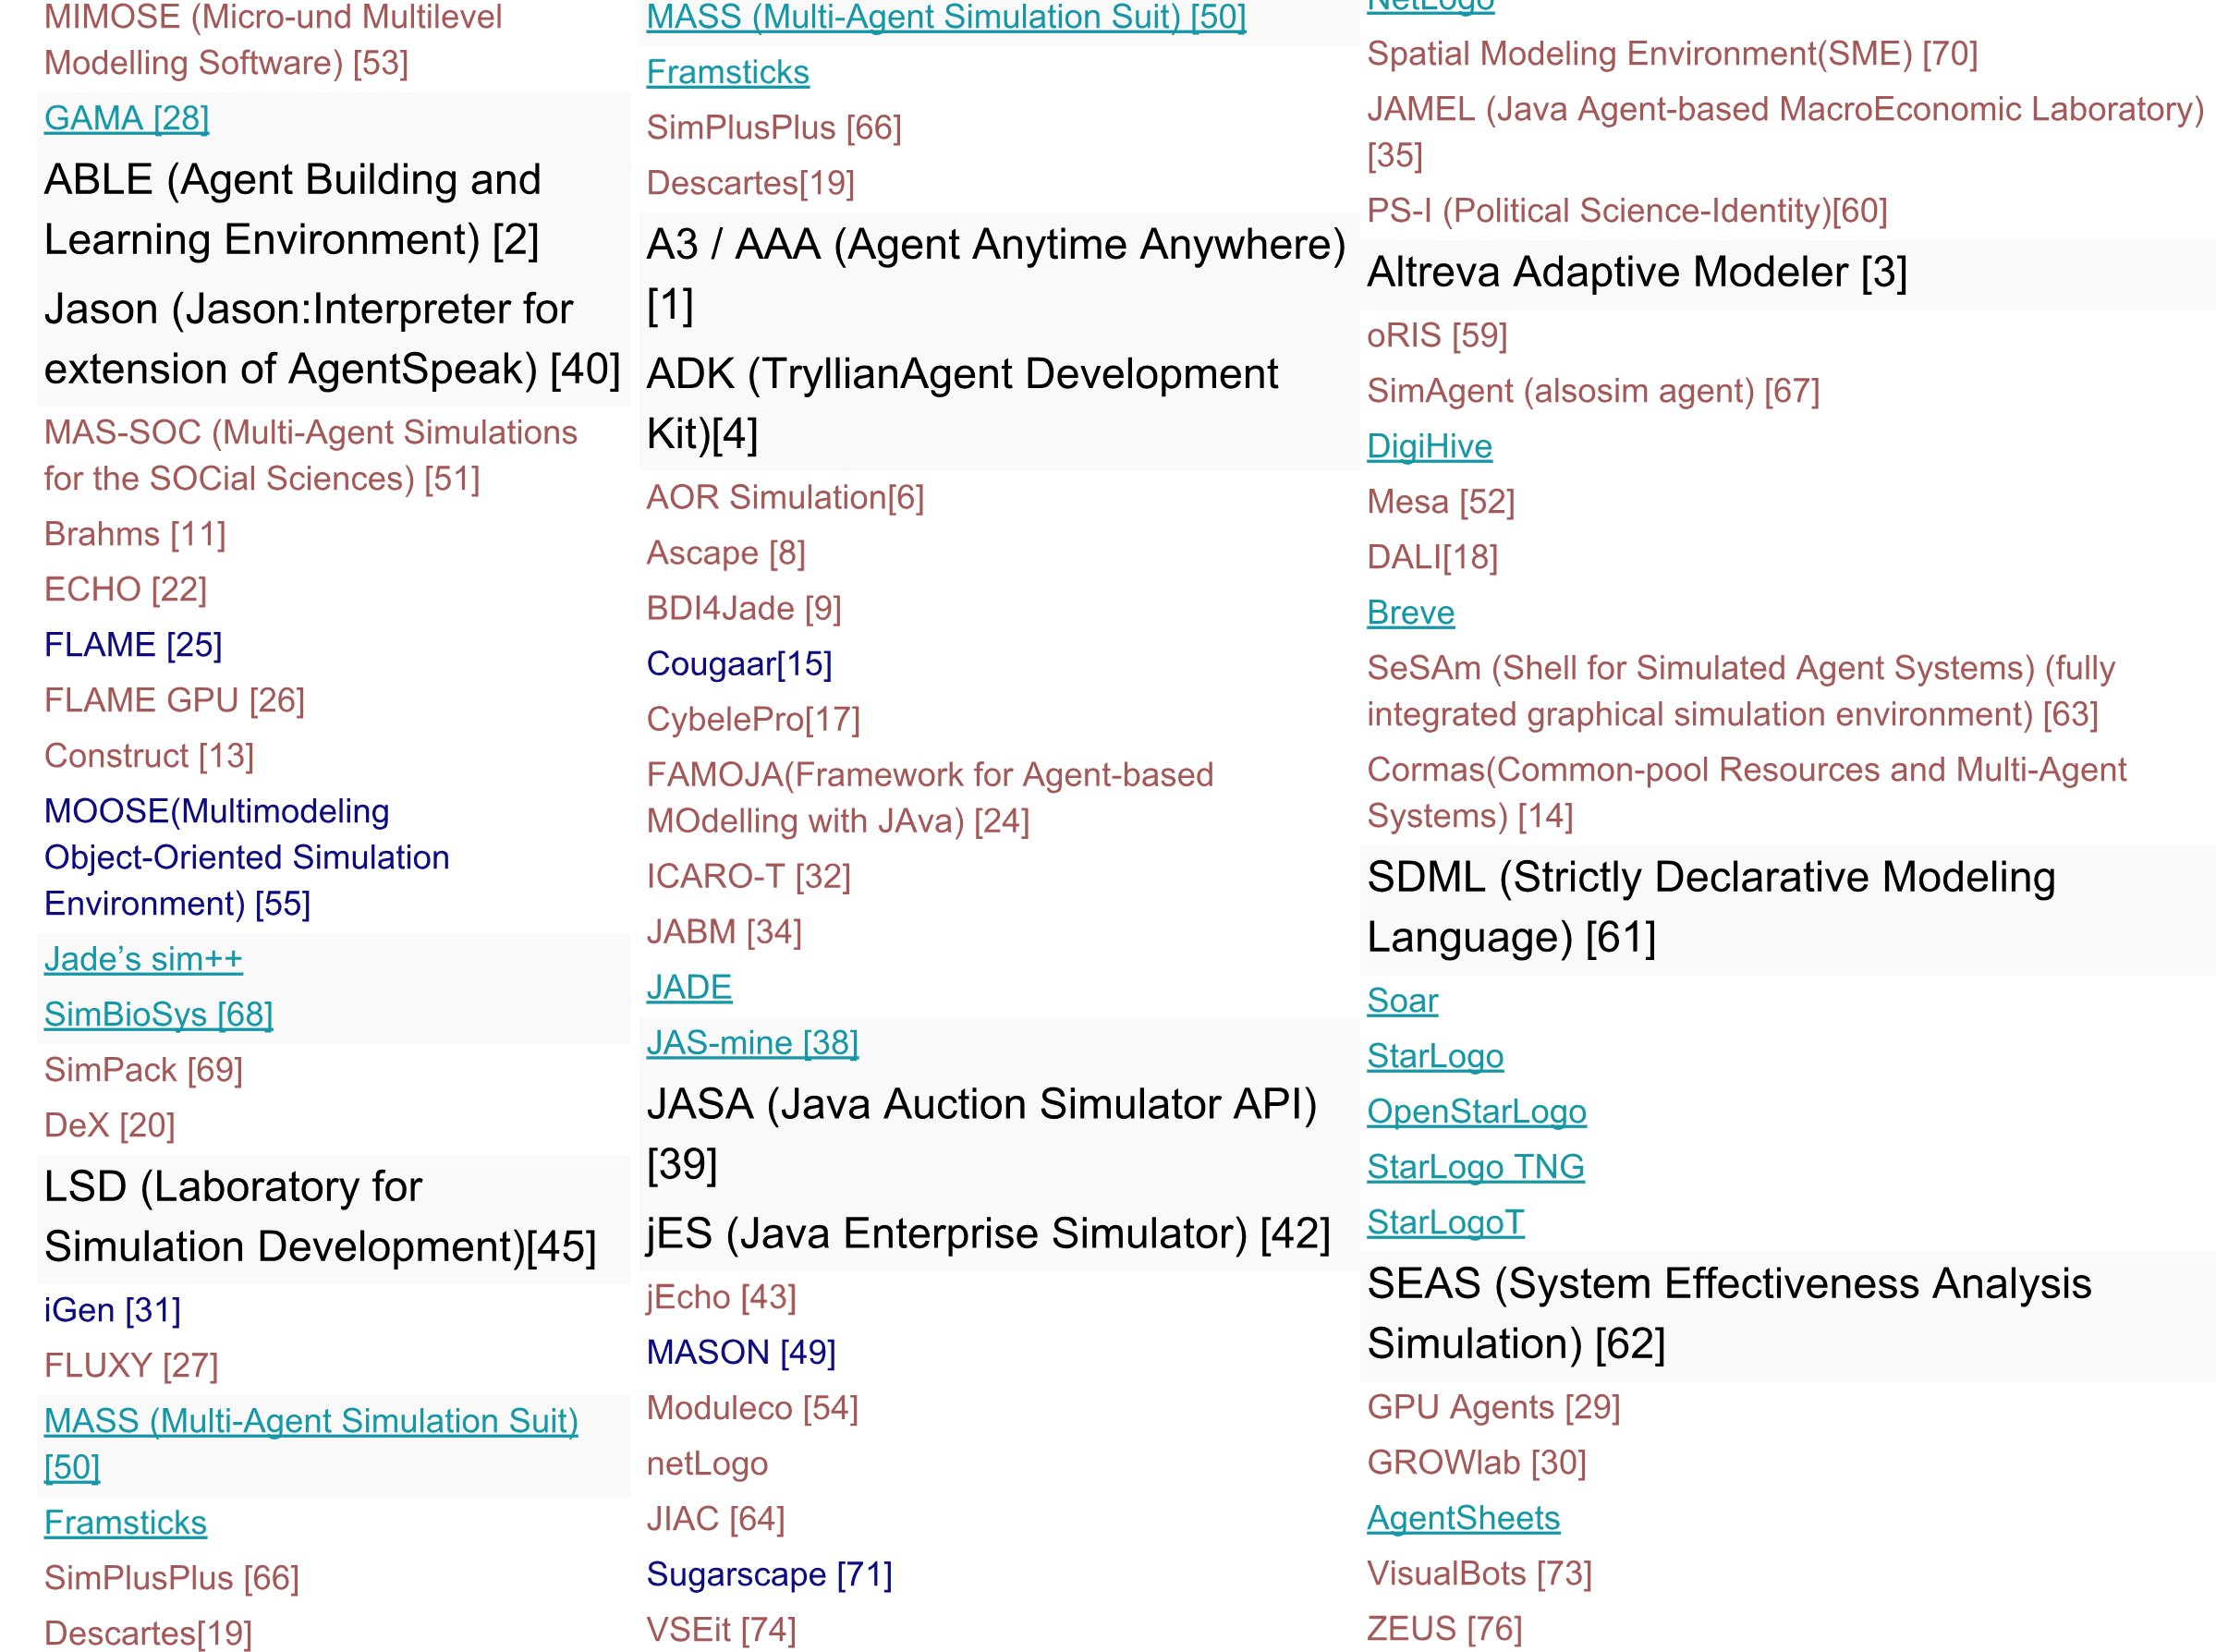 MIMOSE (Micro-und Multilevel
Modelling Software) [53]
GAMA [28]
ABLE (Agent Building and
Learning Environment) [2]
Jason (Jason:Interpreter for
extension of AgentSpeak) [40]
MAS-SOC (Multi-Agent Simulations
for the SOCial Sciences) [51]
Brahms [11]
ECHO [22]
FLAME [25]
FLAME GPU [26]
Construct [13]
MOOSE(Multimodeling
Object-Oriented Simulation
Environment) [55]
Jade’s sim++
SimBioSys [68]
SimPack [69]
DeX [20]
LSD (Laboratory for
Simulation Development)[45]
iGen [31]
FLUXY [27]
MASS (Multi-Agent Simulation Suit)
[50]
Framsticks
SimPlusPlus [66]
Descartes[19]
MASS (Multi-Agent Simulation Suit) [50]
Framsticks
SimPlusPlus [66]
Descartes[19]
A3 / AAA (Agent Anytime Anywhere)
[1]
ADK (TryllianAgent Development
Kit)[4]
AOR Simulation[6]
Ascape [8]
BDI4Jade [9]
Cougaar[15]
CybelePro[17]
FAMOJA(Framework for Agent-based
MOdelling with JAva) [24]
ICARO-T [32]
JABM [34]
JADE
JAS-mine [38]
JASA (Java Auction Simulator API)
[39]
jES (Java Enterprise Simulator) [42]
jEcho [43]
MASON [49]
Moduleco [54]
netLogo
JIAC [64]
Sugarscape [71]
VSEit [74]
NetLogo
Spatial Modeling Environment(SME) [70]
JAMEL (Java Agent-based MacroEconomic Laboratory)
[35]
PS-I (Political Science-Identity)[60]
Altreva Adaptive Modeler [3]
oRIS [59]
SimAgent (alsosim agent) [67]
DigiHive
Mesa [52]
DALI[18]
Breve
SeSAm (Shell for Simulated Agent Systems) (fully
integrated graphical simulation environment) [63]
Cormas(Common-pool Resources and Multi-Agent
Systems) [14]
SDML (Strictly Declarative Modeling
Language) [61]
Soar
StarLogo
OpenStarLogo
StarLogo TNG
StarLogoT
SEAS (System Effectiveness Analysis
Simulation) [62]
GPU Agents [29]
GROWlab [30]
AgentSheets
VisualBots [73]
ZEUS [76]